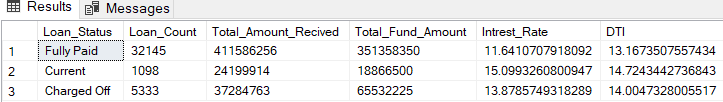 Results Messages
Loan_Status Loan_Count Total_Amount_Recived Total_Fund_Amount Intrest_Rate DTI
1 Fully Paid 32145 411586256 351358350 11.6410707918092 13.1673507557434
2 Current 1098 24199914 18866500 15.0993260800947 14.7243442736843
3 Charged Off 5333 37284763 65532225 13.8785749318289 14.0047328005517